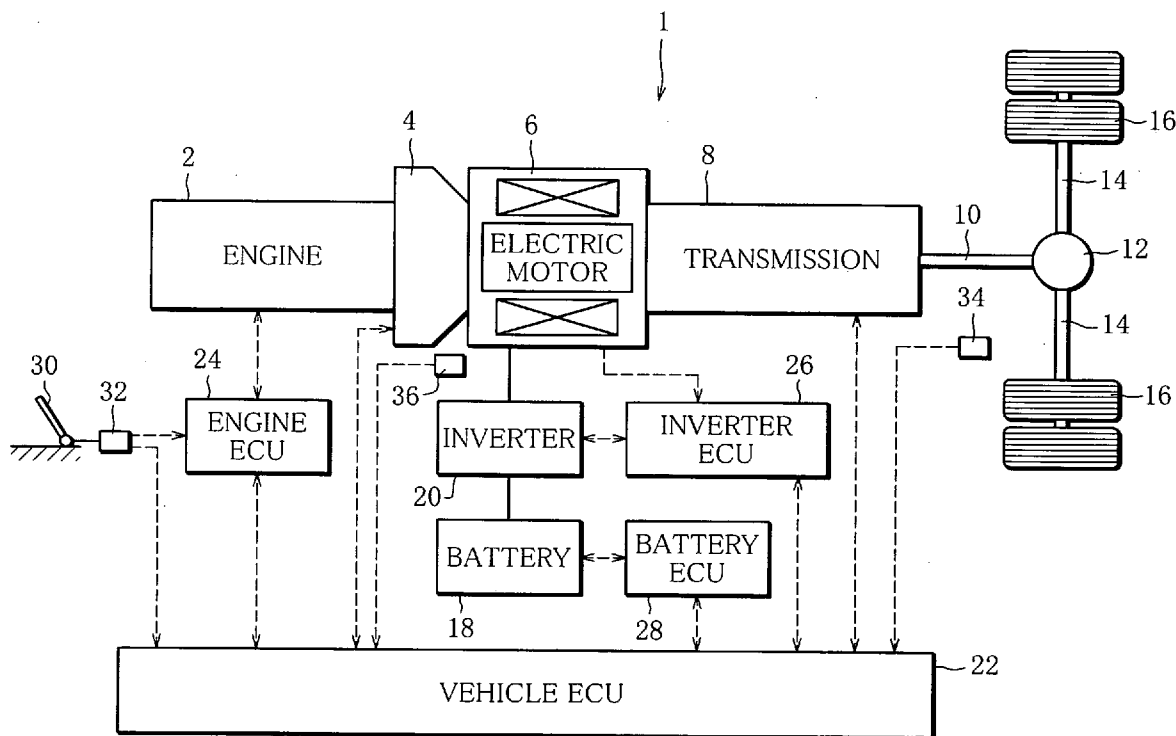 1
2
4
6
8
10
12
14
14
16
16
ENGINE
ELECTRIC
MOTOR
TRANSMISSION
30
32
24
36
26
34
ENGINE
ECU
INVERTER
20
INVERTER
ECU
BATTERY
18
BATTERY
ECU
28
VEHICLE ECU
22